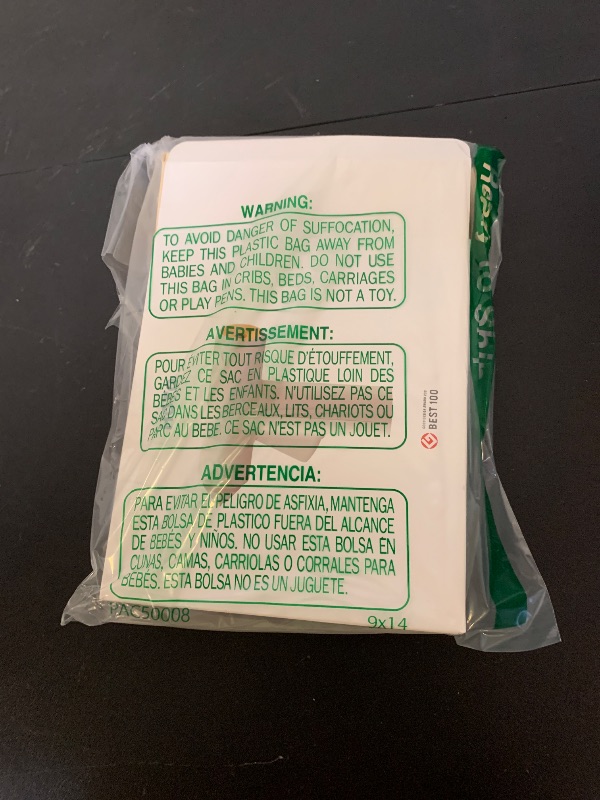 WARNING:
TO AVOID DANGER OF SUFFOCATION,
KEEP THIS PLASTIC BAG AWAY FROM
BABIES AND CHILDREN. DO NOT USE
THIS BAG IN CRIBS, BEDS, CARRIAGES
OR PLAY PENS. THIS BAG IS NOT A TOY.
AVERTISSEMENT:
POUR EVITER TOUT RISQUE D'ÉTOUFFEMENT,
GARDEZ CE SAC EN PLASTIQUE LOIN DES
BÉBÉS ET LES ENFANTS. N'UTILISEZ PAS CE
SAC DANS LES BERCEAUX, LITS, CHARIOTS OU
PARC AU BEBE. CE SAC N'EST PAS UN JOUET.
ADVERTENCIA:
PARA EVITAR EL PELIGRO DE ASFIXIA, MANTENGA
ESTA BOLSA DE PLASTICO FUERA DEL ALCANCE
DE BEBÉS Y NIÑOS. NO USAR ESTA BOLSA EN
CUNAS, CAMAS, CARRIOLAS O CORRALES PARA
BEBES. ESTA BOLSA NO ES UN JUGUETE.
PAC50008 9x14
BEST 100
to Ship